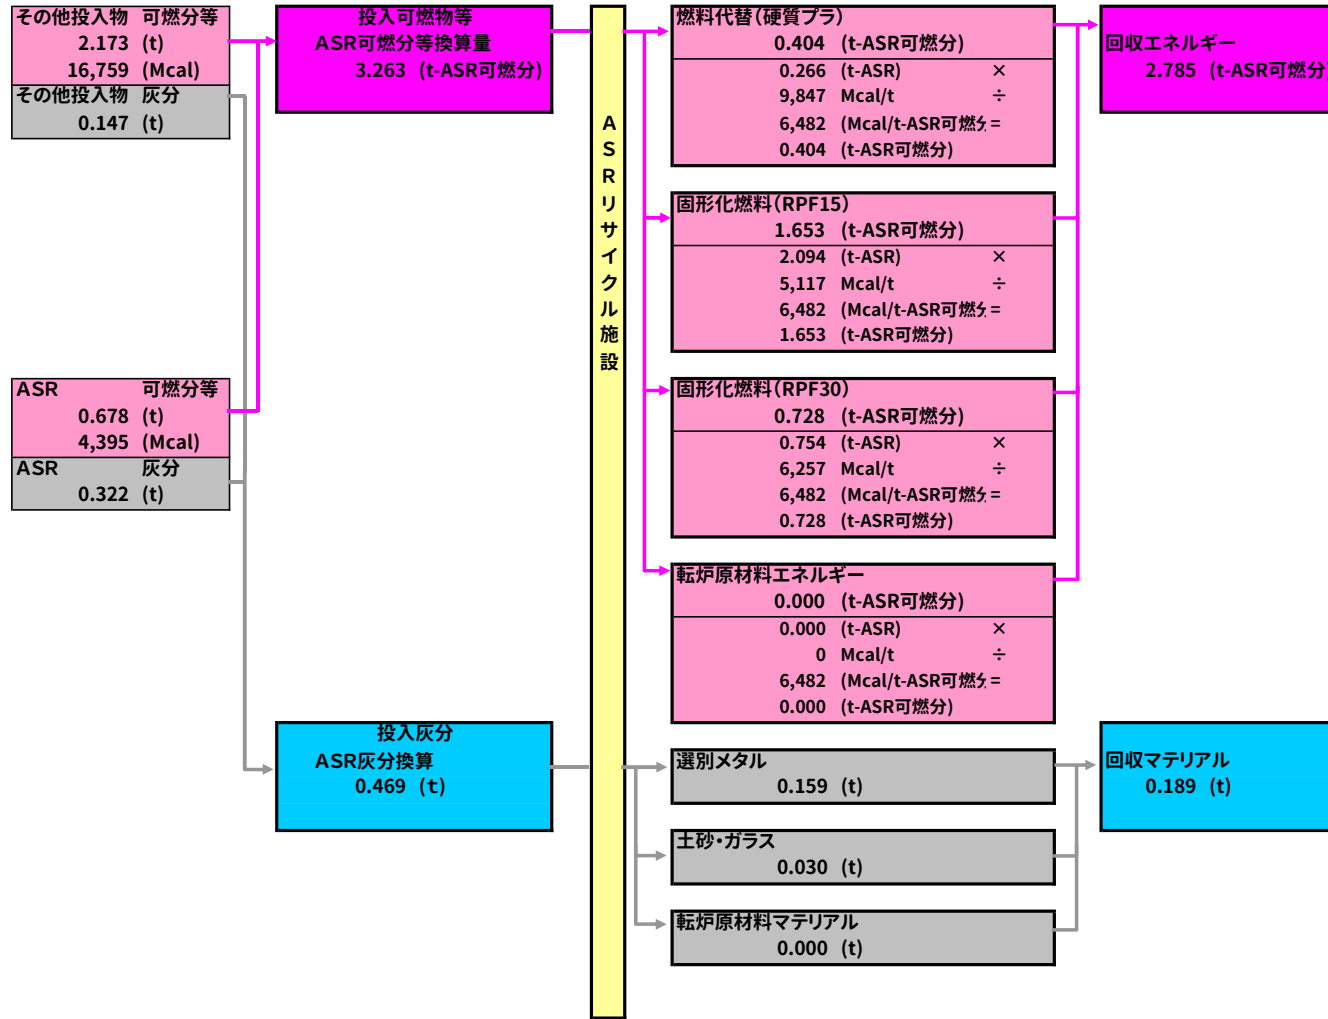 その他投入物 可燃分等
2.173 (t)
16,759 (Mcal)
その他投入物 灰分
0.147 (t)
ASR 可燃分等
0.678 (t)
4,395 (Mcal)
ASR 灰分
0.322 (t)
投入可燃物等
ASR可燃分等換算量
3.263 (t-ASR可燃分)
投入灰分
ASR灰分換算
0.469 (t)
ASRリサイクル施設
燃料代替(硬質プラ)
0.404 (t-ASR可燃分)
0.266 (t-ASR) ×
9,847 Mcal/t ÷
6,482 (Mcal/t-ASR可燃分 =
0.404 (t-ASR可燃分)
固形化燃料(RPF15)
1.653 (t-ASR可燃分)
2.094 (t-ASR) ×
5,117 Mcal/t ÷
6,482 (Mcal/t-ASR可燃分 =
1.653 (t-ASR可燃分)
固形化燃料(RPF30)
0.728 (t-ASR可燃分)
0.754 (t-ASR) ×
6,257 Mcal/t ÷
6,482 (Mcal/t-ASR可燃分 =
0.728 (t-ASR可燃分)
転炉原材料エネルギー
0.000 (t-ASR可燃分)
0.000 (t-ASR) ×
0 Mcal/t ÷
6,482 (Mcal/t-ASR可燃分 =
0.000 (t-ASR可燃分)
選別メタル
0.159 (t)
土砂・ガラス
0.030 (t)
転炉原材料マテリアル
0.000 (t)
回収エネルギー
2.785 (t-ASR可燃分)
回収マテリアル
0.189 (t)